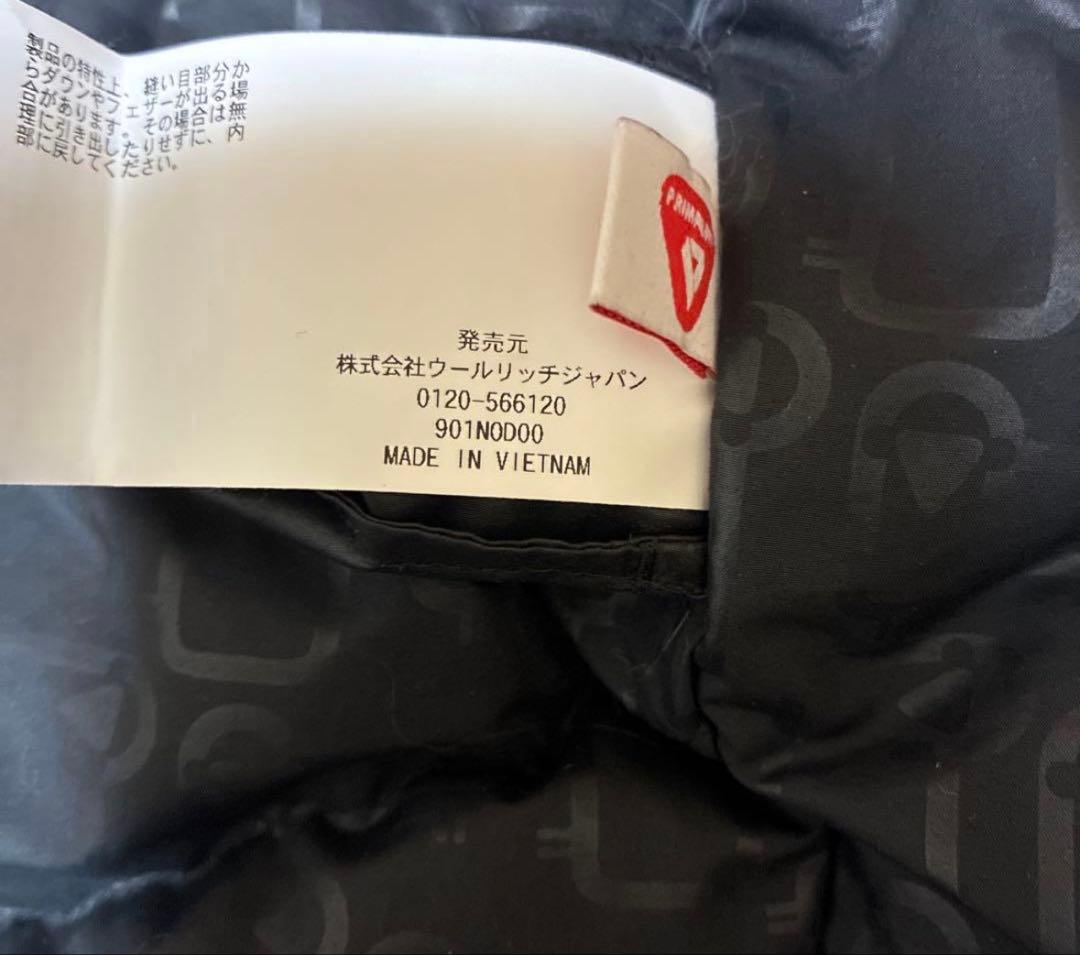 製品の特性上、縫い目部分か
らダウンやフェザーが出る場
合があります。その場合は無
理に引き出したりせずに、内
部に戻してください。
発売元
株式会社ウールリッチジャパン
0120-566120
901NOD00
MADE IN VIETNAM